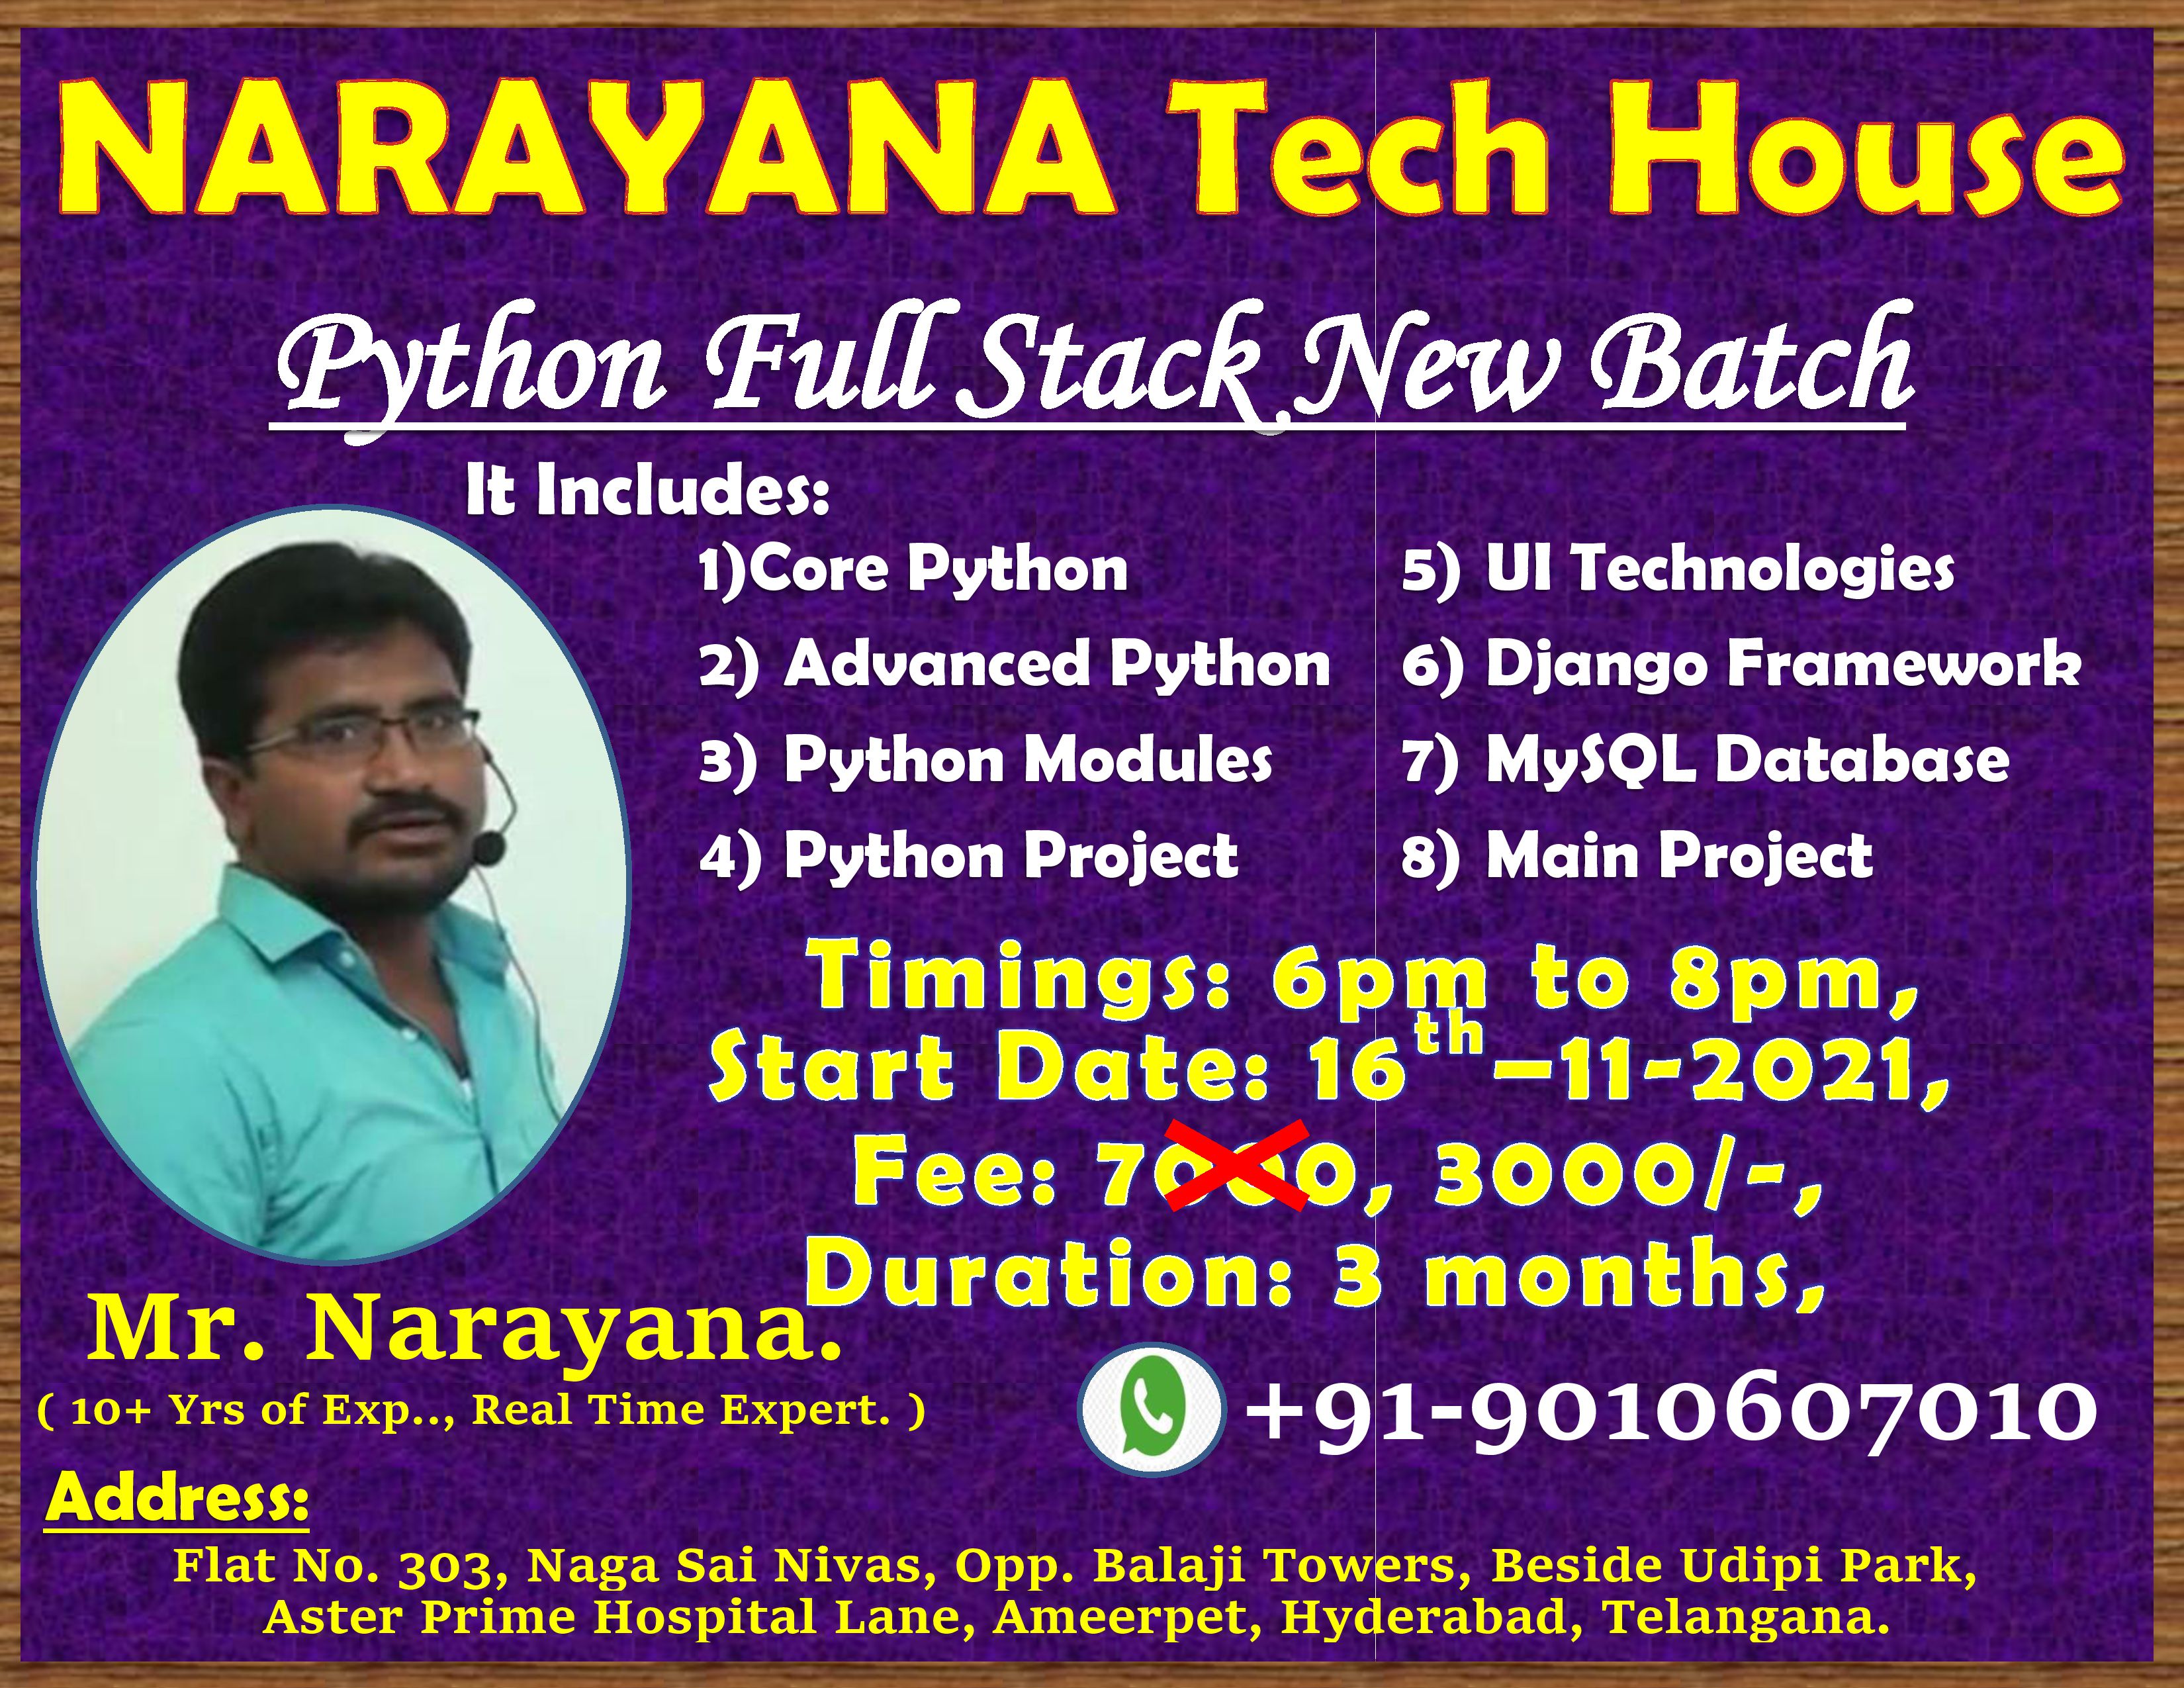 NARAYANA Tech House
Python Full Stack New Batch
It Includes:
1)Core Python
2) Advanced Python
3) Python Modules
4) Python Project
5) UI Technologies
6) Django Framework
7) MySQL Database
8) Main Project
Timings: 6pm to 8pm,
Start Date: 16th–11-2021,
Fee: 7000, 3000/-,
Duration: 3 months,
Mr. Narayana.
( 10+ Yrs of Exp.., Real Time Expert. )
+91-9010607010
Address:
Flat No. 303, Naga Sai Nivas, Opp. Balaji Towers, Beside Udipi Park,
Aster Prime Hospital Lane, Ameerpet, Hyderabad, Telangana.